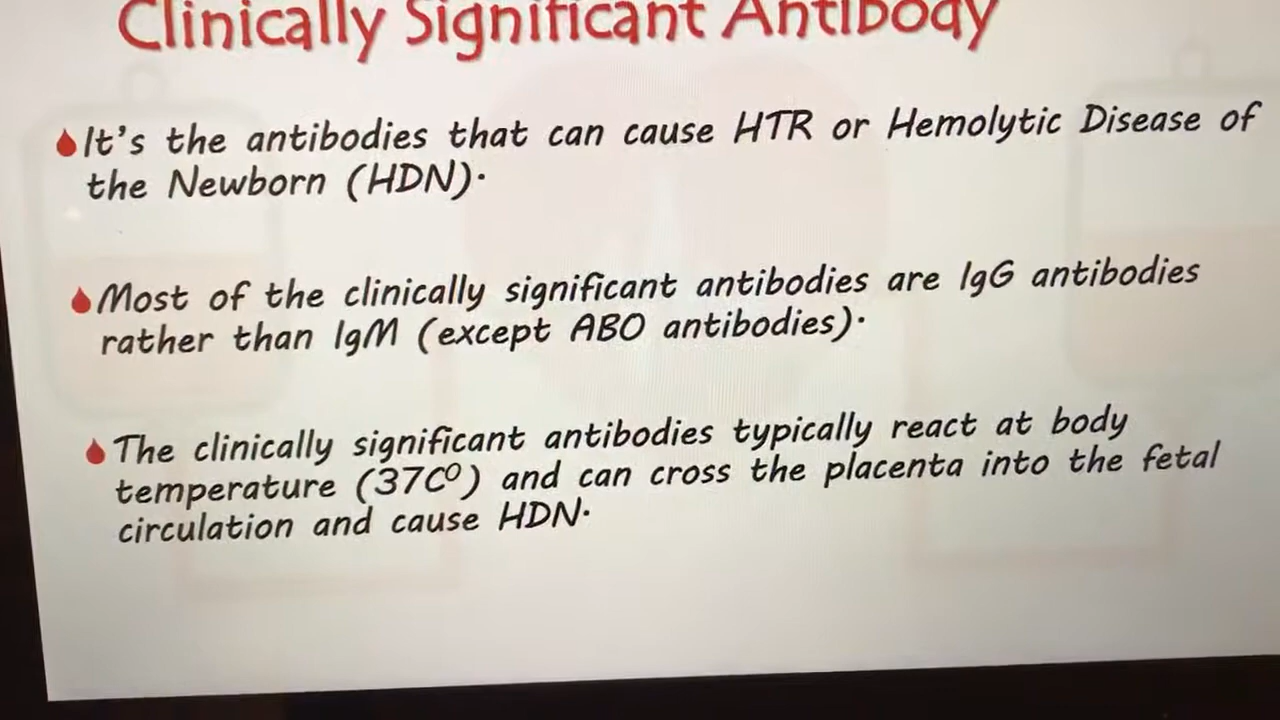 Clinically Significant Antibody
It's the antibodies that can cause HTR or Hemolytic Disease of
the Newborn (HDN).
Most of the clinically significant antibodies are IgG antibodies
rather than IgM (except ABO antibodies).
The clinically significant antibodies typically react at body
temperature (37C⁰) and can cross the placenta into the fetal
circulation and cause HDN.